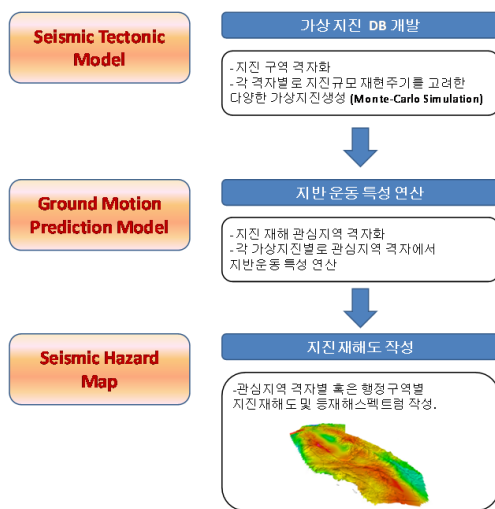 Seismic Tectonic
Model
가상 지진 DB 개발
-지진 구역 격자화
-각 격자별로 지진규모 재현주기를 고려한
다양한 가상지진생성 (Monte-Carlo Simulation)
Ground Motion
Prediction Model
지반 운동 특성 연산
-지진 재해 관심지역 격자화
-각 가상지진별로 관심지역 격자에서
지반운동 특성 연산
Seismic Hazard
Map
지진 재해도 작성
-관심지역 격자별 혹은 행정구역별
지진재해도 및 등재해스펙트럼 작성.